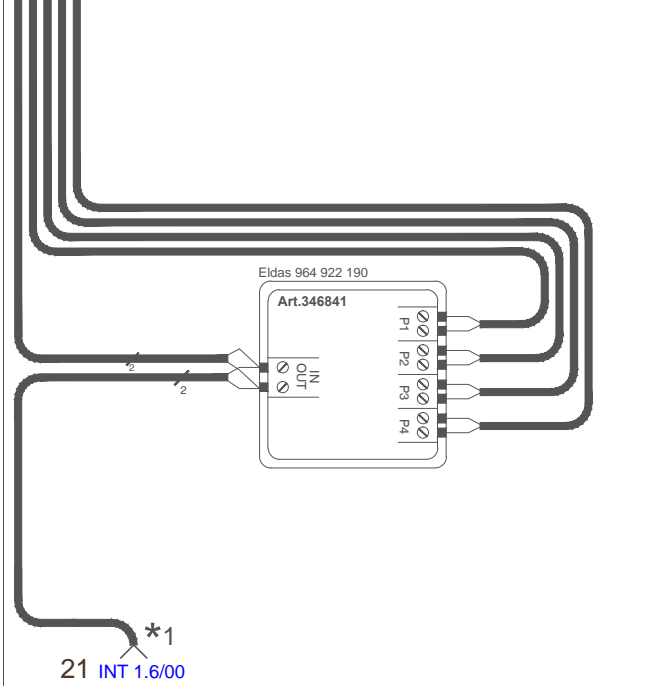 Eldas 964 922 190
Art.346841
P1
P2
2
IN
OUT
2
P3
P4
*1
21 INT 1.6/00